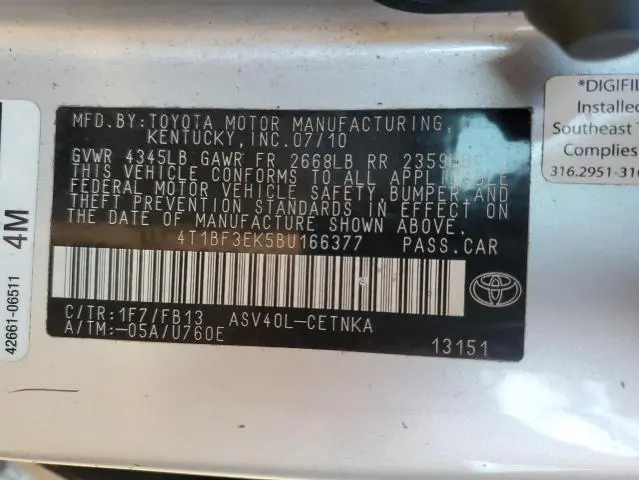 MFD.BY:TOYOTA MOTOR MANUFACTURING,
KENTUCKY, INC.07/10
GVWR 4345LB GAWR FR 2668LB RR
THIS VEHICLE CONFORMS TO ALL APPLICABLE
FEDERAL MOTOR VEHICLE SAFETY, BUMPER, AND
THEFT PREVENTION STANDARDS IN EFFECT ON
THE DATE OF MANUFACTURE SHOWN ABOVE.
4T1BF3EK5BU166377 PASS.CAR
C/TR:1F7/FB13 ASV40L-CETNKA
A/TM:-05A/U760E
13151
42661-06511
4M
*DIGIFIL
Installed
Southeast T
Complies
316.2951-316